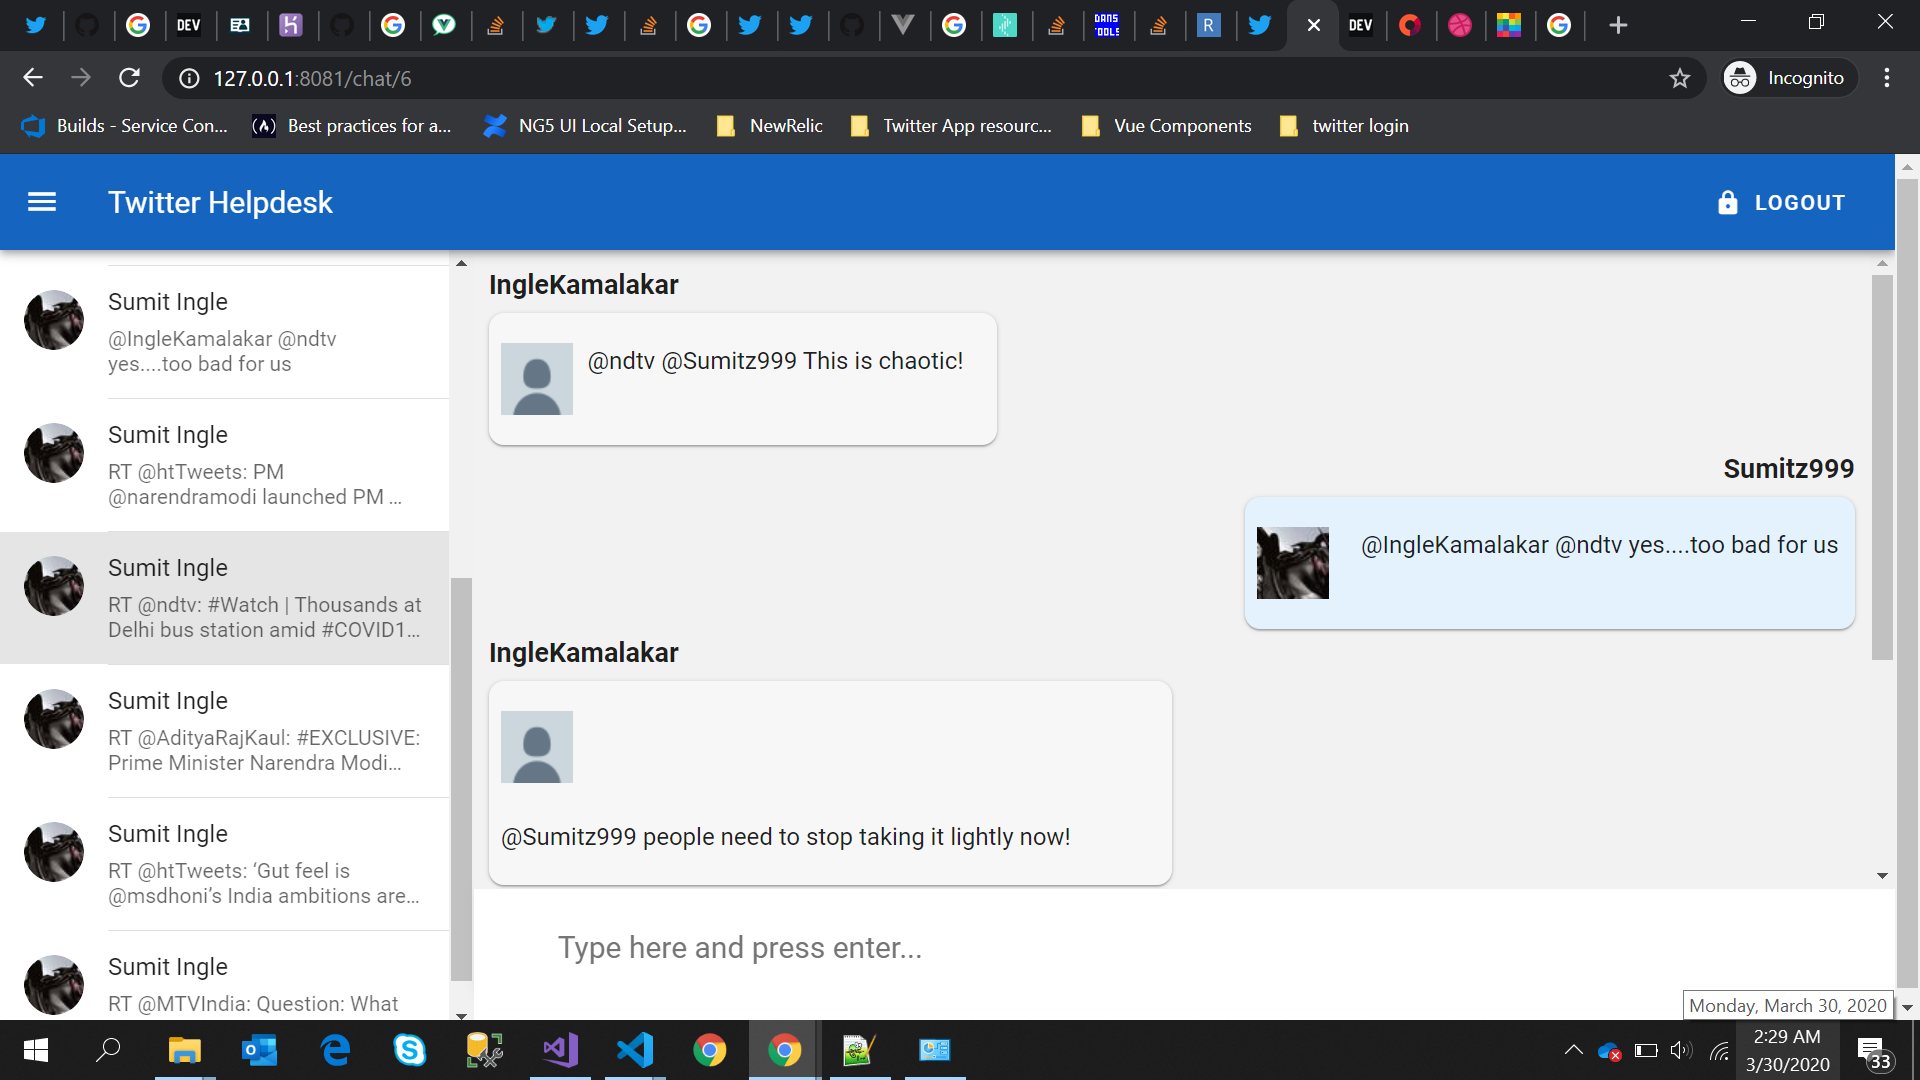 DEV
DANS
TOOLS
R
DEV
127.0.0.1:8081/chat/6
Incognito
Builds - Service Con...
Best practices for a...
NG5 UI Local Setup...
NewRelic
Twitter App resourc...
Vue Components
twitter login
Twitter Helpdesk
LOGOUT
Sumit Ingle
@IngleKamalakar @ndtv
yes....too bad for us
Sumit Ingle
RT @htTweets: PM
@narendramodi launched PM ...
Sumit Ingle
RT @ndtv: #Watch | Thousands at
Delhi bus station amid #COVID1...
Sumit Ingle
RT @AdityaRajKaul: #EXCLUSIVE:
Prime Minister Narendra Modi...
Sumit Ingle
RT @htTweets: ‘Gut feel is
@msdhoni’s India ambitions are...
Sumit Ingle
RT @MTVIndia: Question: What
IngleKamalakar
@ndtv @Sumitz999 This is chaotic!
Sumitz999
@IngleKamalakar @ndtv yes....too bad for us
IngleKamalakar
@Sumitz999 people need to stop taking it lightly now!
Type here and press enter...
Monday, March 30, 2020
2:29 AM
3/30/2020
33